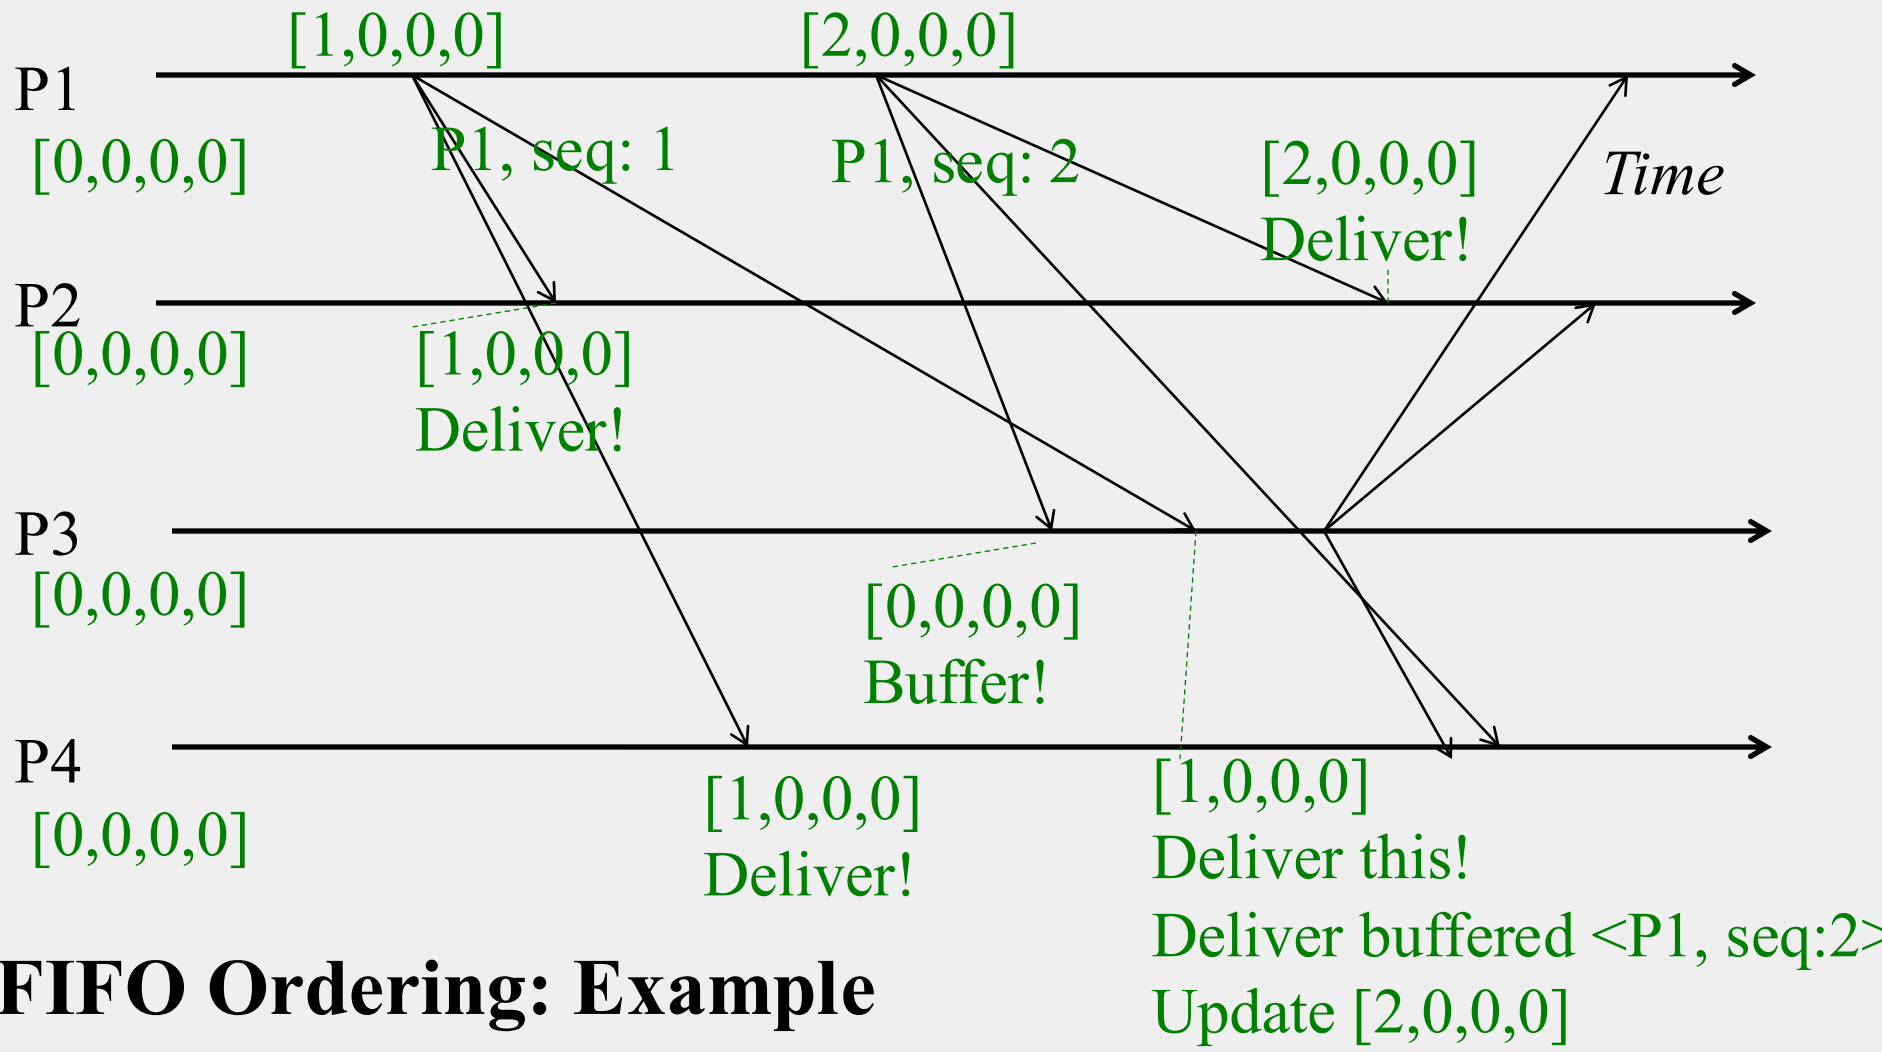 [1,0,0,0]
[2,0,0,0]
P1
[0,0,0,0]
P1, seq: 1
P1, seq: 2
[2,0,0,0]
Deliver!
Time
P2
[0,0,0,0]
[1,0,0,0]
Deliver!
P3
[0,0,0,0]
[0,0,0,0]
Buffer!
P4
[0,0,0,0]
[1,0,0,0]
Deliver!
[1,0,0,0]
Deliver this!
Deliver buffered <P1, seq:2>
Update [2,0,0,0]
FIFO Ordering: Example